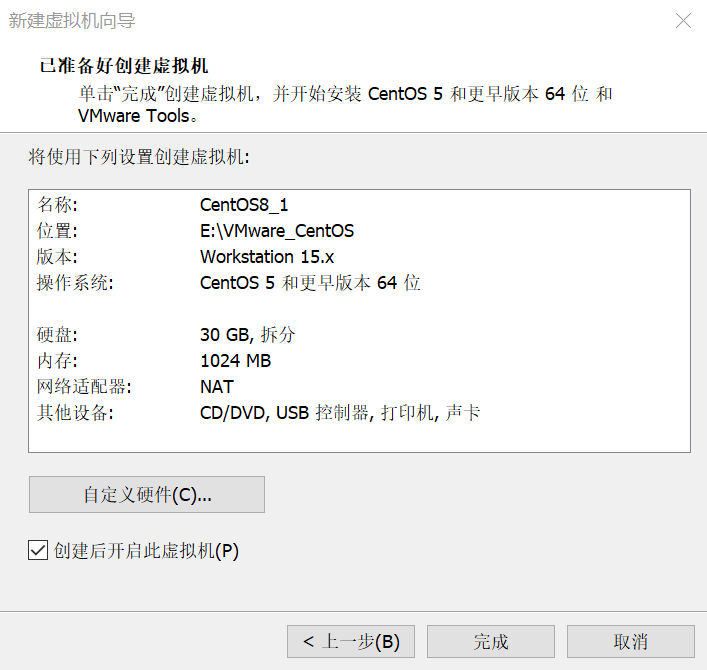 新建虚拟机向导
已准备好创建虚拟机
单击“完成”创建虚拟机，并开始安装 CentOS 5 和更早版本 64 位 和
VMware Tools。
将使用下列设置创建虚拟机:
名称: CentOS8_1
位置: E:\VMware_CentOS
版本: Workstation 15.x
操作系统: CentOS 5 和更早版本 64 位
硬盘: 30 GB, 拆分
内存: 1024 MB
网络适配器: NAT
其他设备: CD/DVD, USB 控制器, 打印机, 声卡
自定义硬件(C)...
创建后开启此虚拟机(P)
< 上一步(B) 完成 取消